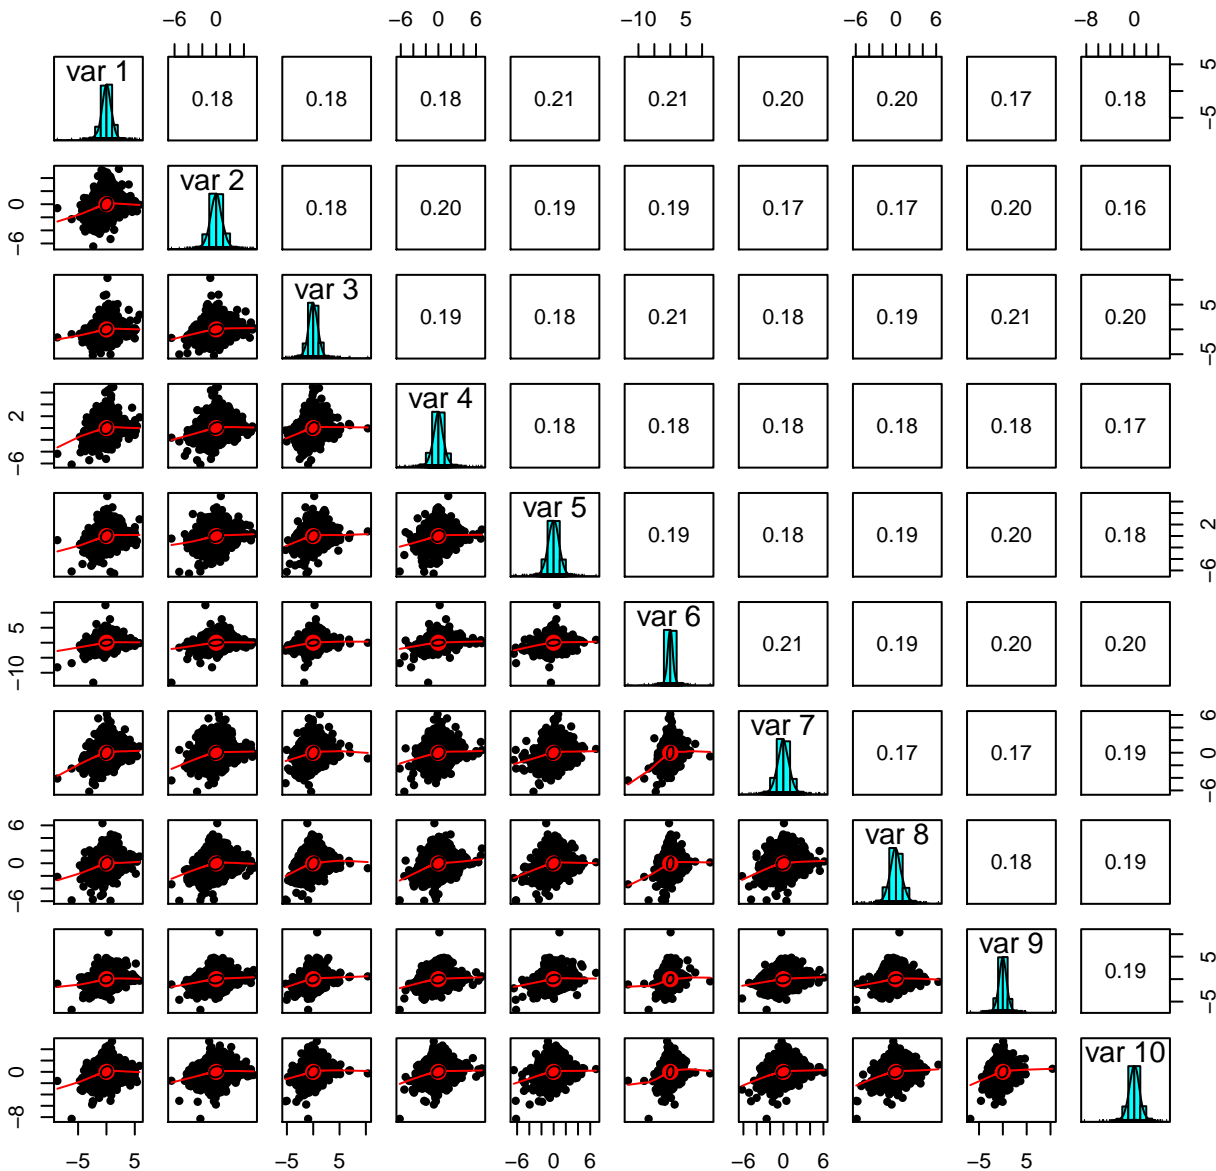 −6 0 0 6 −10 5 −6 0 6 −8 0
var 1 0.18 0.18 0.18 0.21 0.21 0.20 0.20 0.17 0.18 −5 5
0 −6 var 2 0.18 0.20 0.19 0.19 0.17 0.17 0.20 0.16
var 3 0.19 0.18 0.21 0.18 0.19 0.21 0.20 −5 5
2 −6 var 4 0.18 0.18 0.18 0.18 0.18 0.17
var 5 0.19 0.18 0.19 0.20 0.18 2 −6
5 −10 var 6 0.21 0.19 0.20 0.20
var 7 0.17 0.17 0.19 6 0 −6
6 0 −6 var 8 0.18 0.19
var 9 0.19 5 −5
0 −8 var 10
−5 5 −5 5 −6 0 6 −6 0 6 −5 5